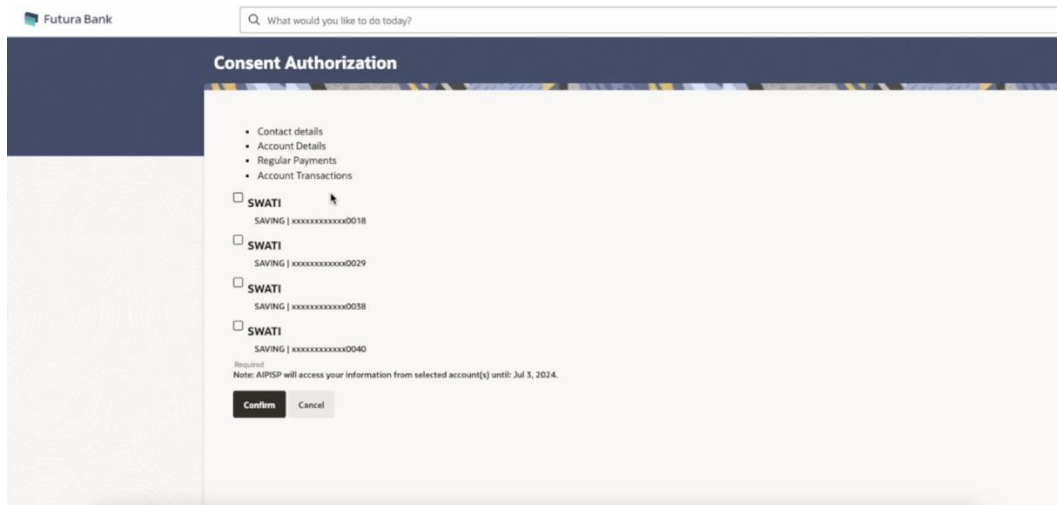 Futura Bank
What would you like to do today?
Consent Authorization
Contact details
Account Details
Regular Payments
Account Transactions
SWATI
SAVING | xxxxxxxxxxxx0018
SWATI
SAVING | xxxxxxxxxxxx0029
SWATI
SAVING | xxxxxxxxxxxx0038
SWATI
SAVING | xxxxxxxxxxxx0040
Required
Note: AIPISP will access your information from selected account(s) until: Jul 3, 2024.
Confirm Cancel